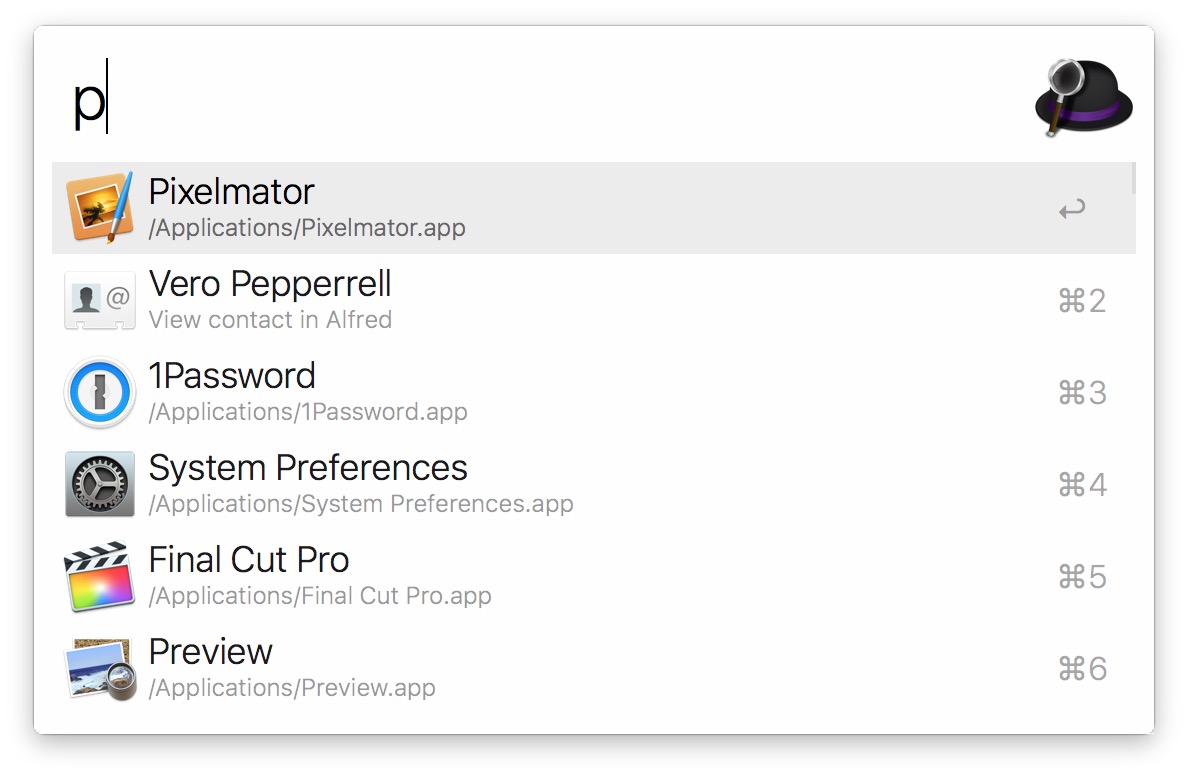 p
Pixelmator
/Applications/Pixelmator.app
↩
Vero Pepperrell
View contact in Alfred
⌘2
1Password
/Applications/1Password.app
⌘3
System Preferences
/Applications/System Preferences.app
⌘4
Final Cut Pro
/Applications/Final Cut Pro.app
⌘5
Preview
/Applications/Preview.app
⌘6